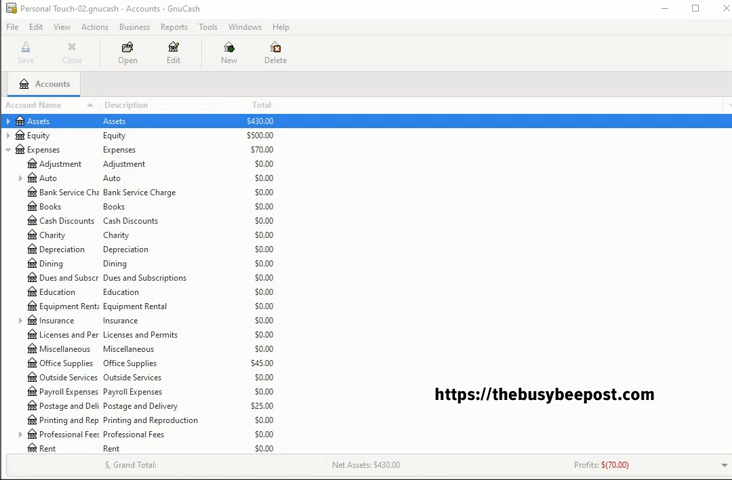 Personal Touch-02.gnucash - Accounts - GnuCash
File Edit View Actions Business Reports Tools Windows Help
Save Close Open Edit New Delete
Accounts
Account Name Description Total
Assets Assets $430.00
Equity Equity $500.00
Expenses Expenses $70.00
Adjustment Adjustment $0.00
Auto Auto $0.00
Bank Service Cha Bank Service Charge $0.00
Books Books $0.00
Cash Discounts Cash Discounts $0.00
Charity Charity $0.00
Depreciation Depreciation $0.00
Dining Dining $0.00
Dues and Subscr Dues and Subscriptions $0.00
Education Education $0.00
Equipment Renta Equipment Rental $0.00
Insurance Insurance $0.00
Licenses and Per Licenses and Permits $0.00
Miscellaneous Miscellaneous $0.00
Office Supplies Office Supplies $45.00
Outside Services Outside Services $0.00
Payroll Expenses Payroll Expenses $0.00
https://thebusybeepost.com
Postage and Deli Postage and Delivery $25.00
Printing and Rep Printing and Reproduction $0.00
Professional Fees Professional Fees $0.00
Rent Rent $0.00
$, Grand Total: Net Assets: $430.00 Profits: $(70.00)